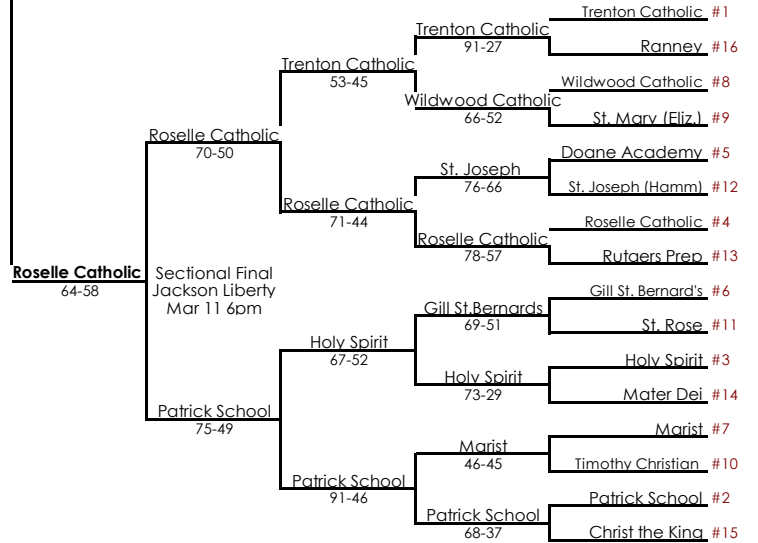 Trenton Catholic #1
Trenton Catholic
91-27
Ranney #16
Trenton Catholic
53-45
Wildwood Catholic #8
Wildwood Catholic
66-52
St. Mary (Eliz.) #9
Roselle Catholic
70-50
Doane Academy #5
St. Joseph
76-66
St. Joseph (Hamm) #12
Roselle Catholic
71-44
Roselle Catholic #4
Roselle Catholic
78-57
Rutgers Prep #13
Roselle Catholic
64-58
Sectional Final
Jackson Liberty
Mar 11 6pm
Gill St. Bernard's #6
Gill St.Bernards
69-51
St. Rose #11
Holy Spirit
67-52
Holy Spirit #3
Holy Spirit
73-29
Mater Dei #14
Patrick School
75-49
Marist #7
Marist
46-45
Timothy Christian #10
Patrick School
91-46
Patrick School #2
Patrick School
68-37
Christ the King #15